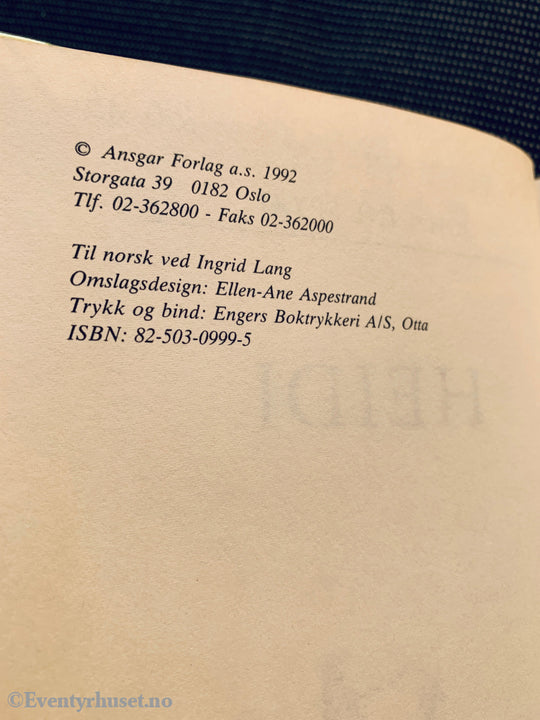 © Ansgar Forlag a.s. 1992
Storgata 39 0182 Oslo
Tlf. 02-362800 - Faks 02-362000
Til norsk ved Ingrid Lang
Omslagsdesign: Ellen-Ane Aspestrand
Trykk og bind: Engers Boktrykkeri A/S, Otta
ISBN: 82-503-0999-5
HEIDI
©Eventyrhuset.no